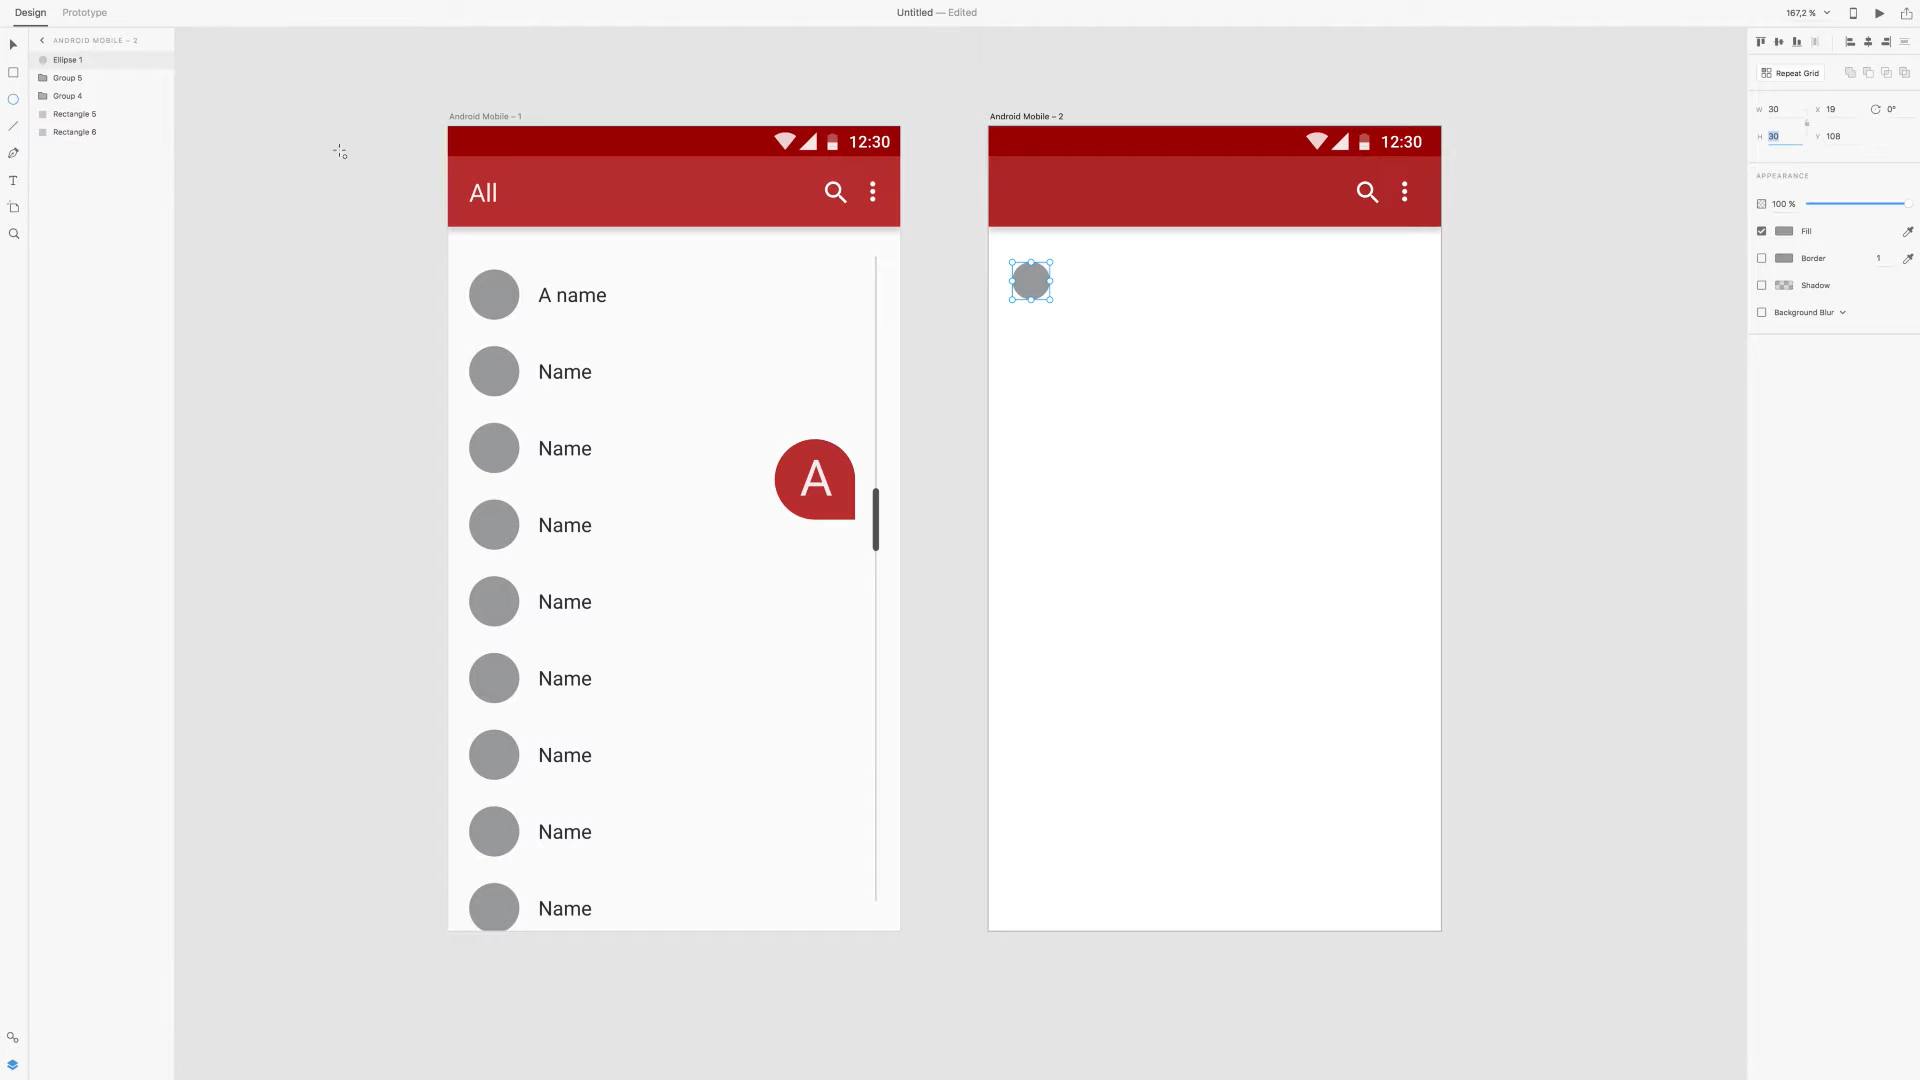 Design
Prototype
Untitled — Edited
167,2 %
ANDROID MOBILE – 2
Ellipse 1
Group 5
Group 4
Rectangle 5
Rectangle 6
T
Android Mobile – 1
12:30
All
A name
Name
Name
Name
Name
Name
Name
Name
Name
A
Android Mobile – 2
12:30
Repeat Grid
W 30
X 19
0°
H 30
Y 108
APPEARANCE
100 %
Fill
Border
1
Shadow
Background Blur